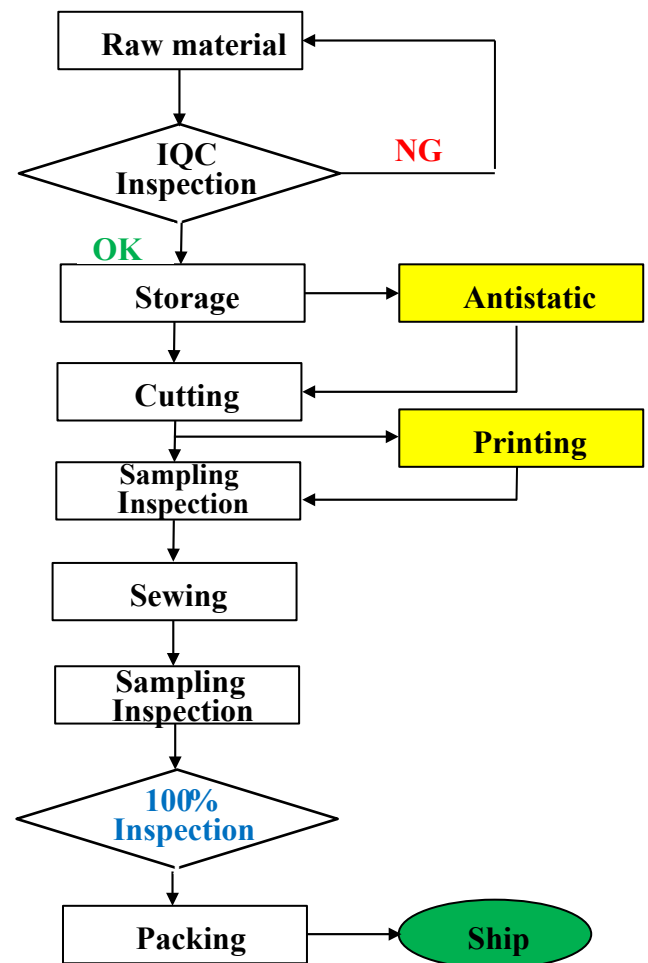 Raw material
IQC
Inspection
NG
OK
Storage
Antistatic
Cutting
Printing
Sampling
Inspection
Sewing
Sampling
Inspection
100%
Inspection
Packing
Ship